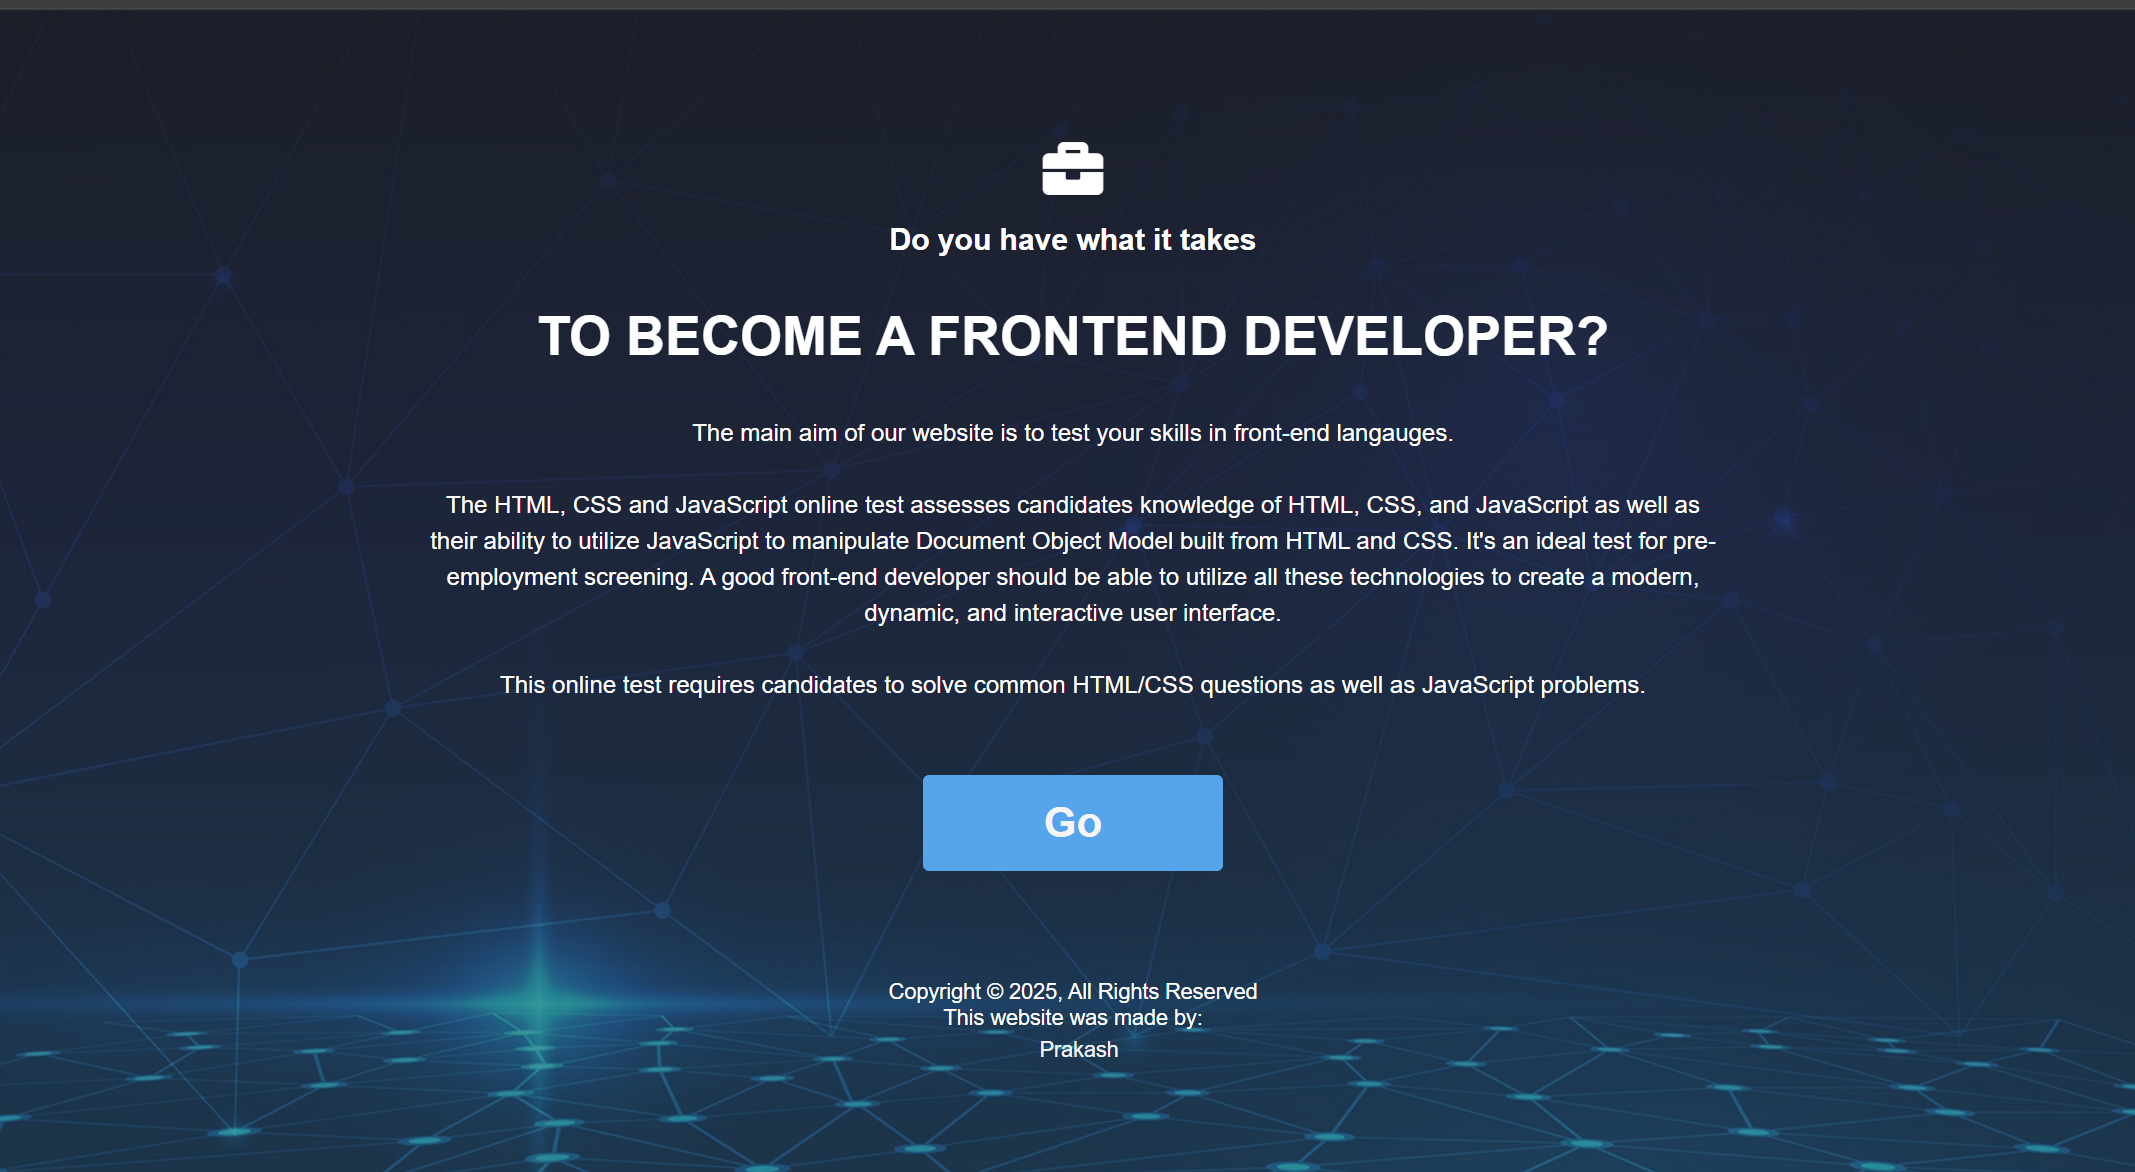 Do you have what it takes
TO BECOME A FRONTEND DEVELOPER?
The main aim of our website is to test your skills in front-end langauges.
The HTML, CSS and JavaScript online test assesses candidates knowledge of HTML, CSS, and JavaScript as well as
their ability to utilize JavaScript to manipulate Document Object Model built from HTML and CSS. It's an ideal test for pre-
employment screening. A good front-end developer should be able to utilize all these technologies to create a modern,
dynamic, and interactive user interface.
This online test requires candidates to solve common HTML/CSS questions as well as JavaScript problems.
Go
Copyright © 2025, All Rights Reserved
This website was made by:
Prakash